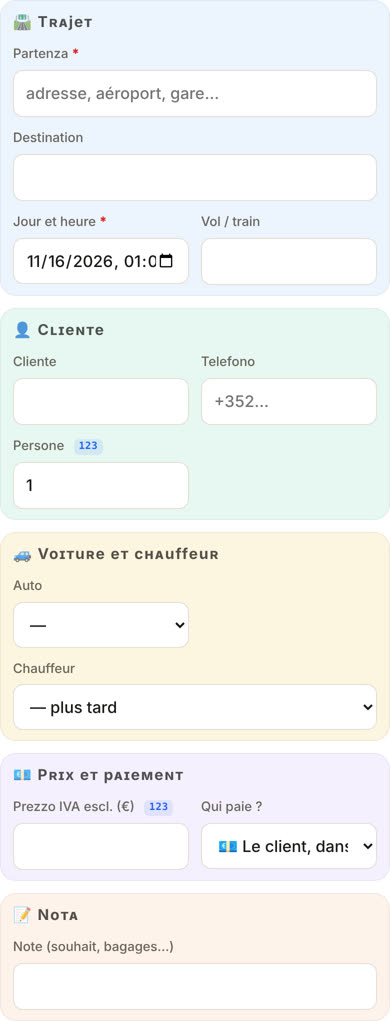 🛣️ Trajet
Partenza *
adresse, aéroport, gare...
Destination
Jour et heure * Vol / train
11/16/2026, 01:0
👤 Cliente
Cliente Telefono
+352...
Persone 123
1
🚙 Voiture et chauffeur
Auto
—
Chauffeur
— plus tard
💶 Prix et paiement
Prezzo IVA escl. (€) 123 Qui paie ?
💶 Le client, dans
📝 Nota
Note (souhait, bagages...)